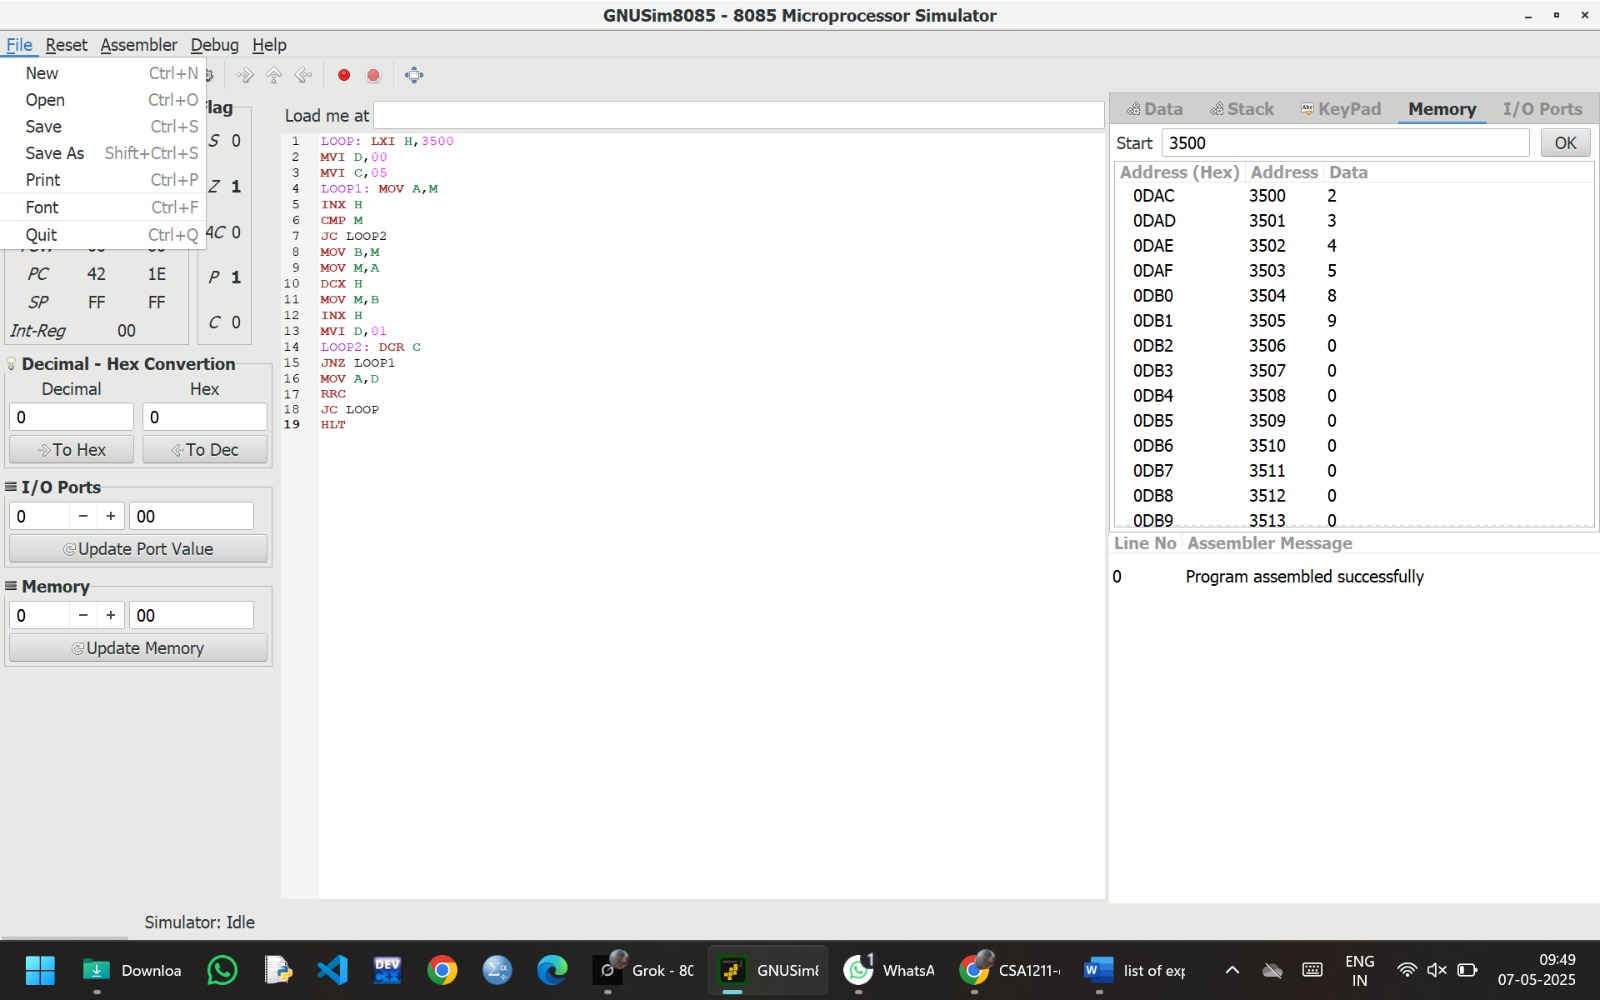 GNUSim8085 - 8085 Microprocessor Simulator
File Reset Assembler Debug Help
New Ctrl+N
Open Ctrl+O
Save Ctrl+S
Save As Shift+Ctrl+S
Print Ctrl+P
Font Ctrl+F
Quit Ctrl+Q
S 0
Z 1
AC 0
P 1
C 0
PC 42 1E
SP FF FF
Int-Reg 00
Decimal - Hex Convertion
Decimal Hex
0 0
To Hex To Dec
I/O Ports
0 - + 00
Update Port Value
Memory
0 - + 00
Update Memory
Simulator: Idle
Load me at
1 LOOP: LXI H,3500
2 MVI D,00
3 MVI C,05
4 LOOP1: MOV A,M
5 INX H
6 CMP M
7 JC LOOP2
8 MOV B,M
9 MOV M,A
10 DCX H
11 MOV M,B
12 INX H
13 MVI D,01
14 LOOP2: DCR C
15 JNZ LOOP1
16 MOV A,D
17 RRC
18 JC LOOP
19 HLT
Data Stack KeyPad Memory I/O Ports
Start 3500 OK
Address (Hex) Address Data
0DAC 3500 2
0DAD 3501 3
0DAE 3502 4
0DAF 3503 5
0DB0 3504 8
0DB1 3505 9
0DB2 3506 0
0DB3 3507 0
0DB4 3508 0
0DB5 3509 0
0DB6 3510 0
0DB7 3511 0
0DB8 3512 0
0DB9 3513 0
Line No Assembler Message
0 Program assembled successfully
Downloa DEV C++ Grok - 80 GNUSim8 1 WhatsA CSA1211- list of exp ENG IN 09:49
07-05-2025